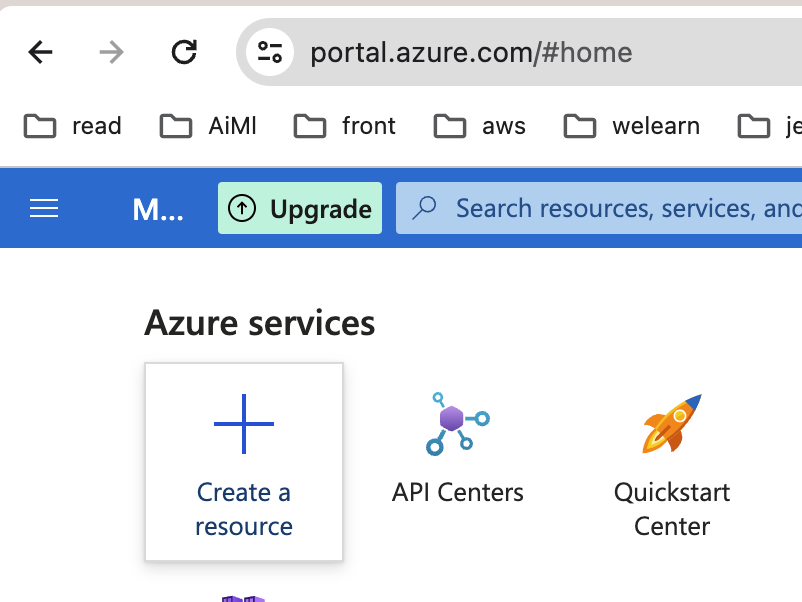 portal.azure.com/#home
read AiMl front aws welearn
M... Upgrade Search resources, services, and
Azure services
Create a resource
API Centers
Quickstart Center